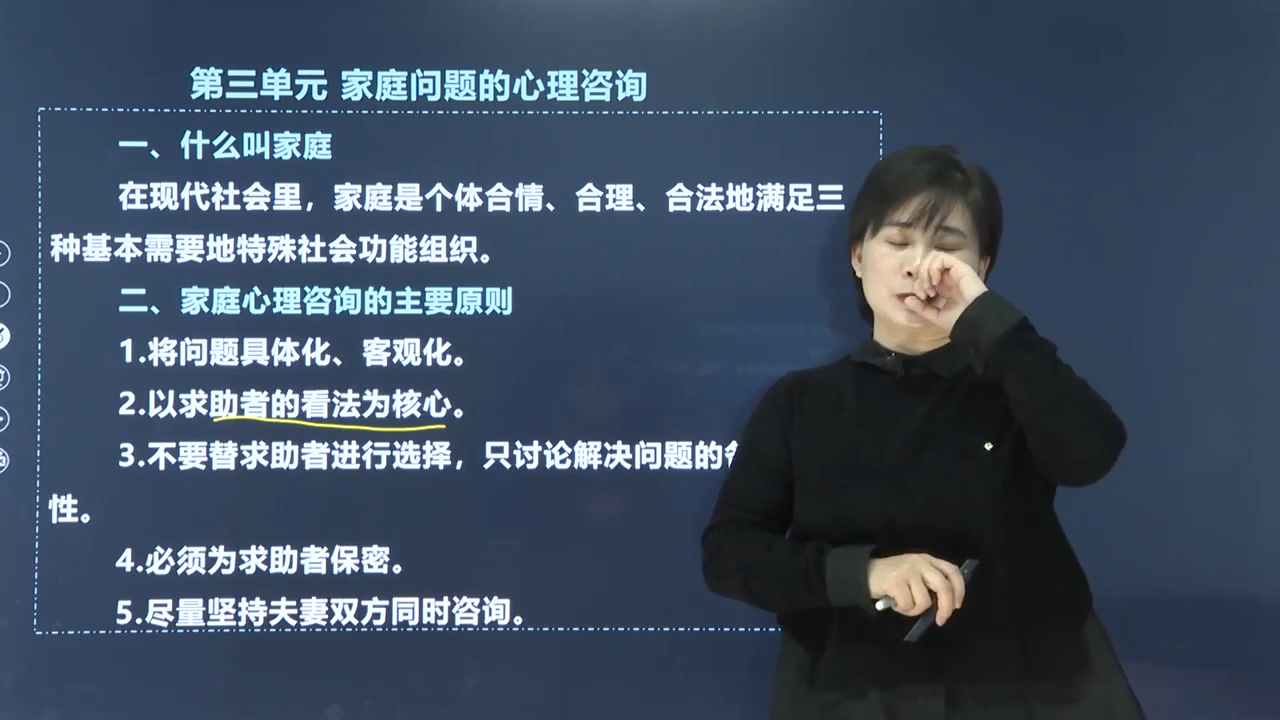 第三单元 家庭问题的心理咨询
一、什么叫家庭
在现代社会里，家庭是个体合情、合理、合法地满足三
种基本需要地特殊社会功能组织。
二、家庭心理咨询的主要原则
1.将问题具体化、客观化。
2.以求助者的看法为核心。
3.不要替求助者进行选择，只讨论解决问题的
性。
4.必须为求助者保密。
5.尽量坚持夫妻双方同时咨询。